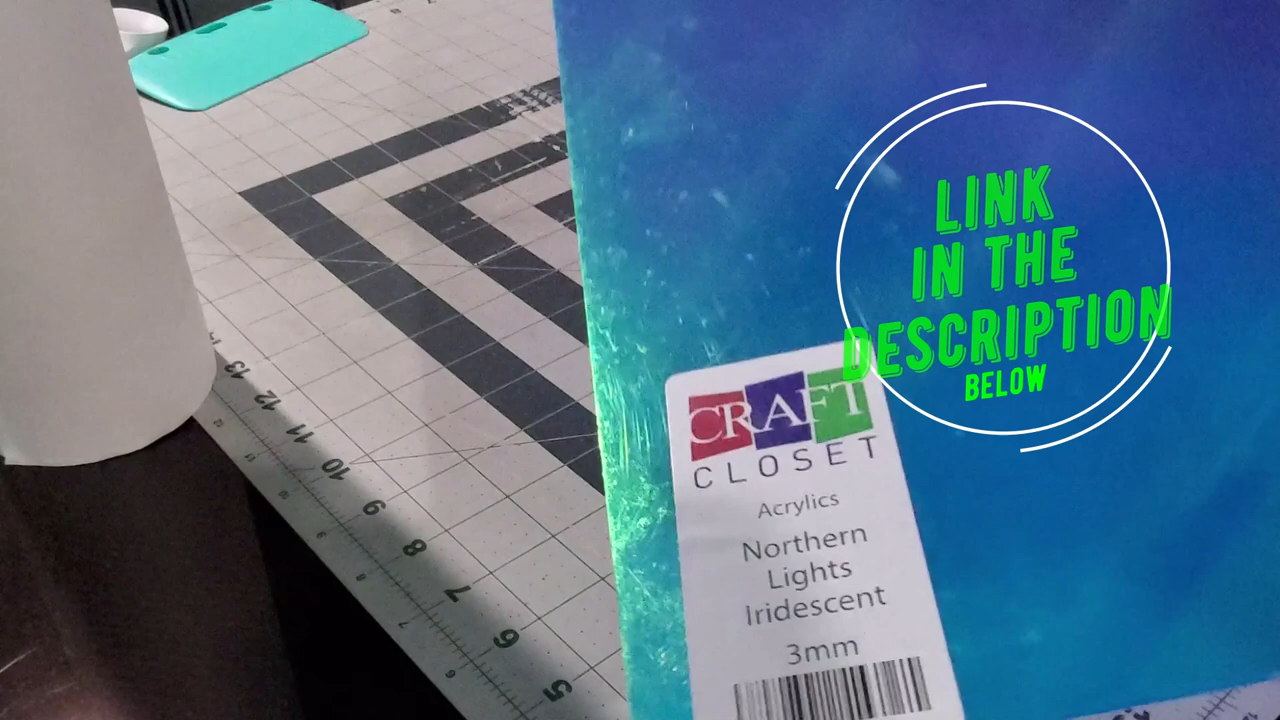 LINK
IN THE
DESCRIPTION
BELOW
CRAFT
CLOSET
Acrylics
Northern
Lights
Iridescent
3mm
13
12
11
10
9
8
7
6
5